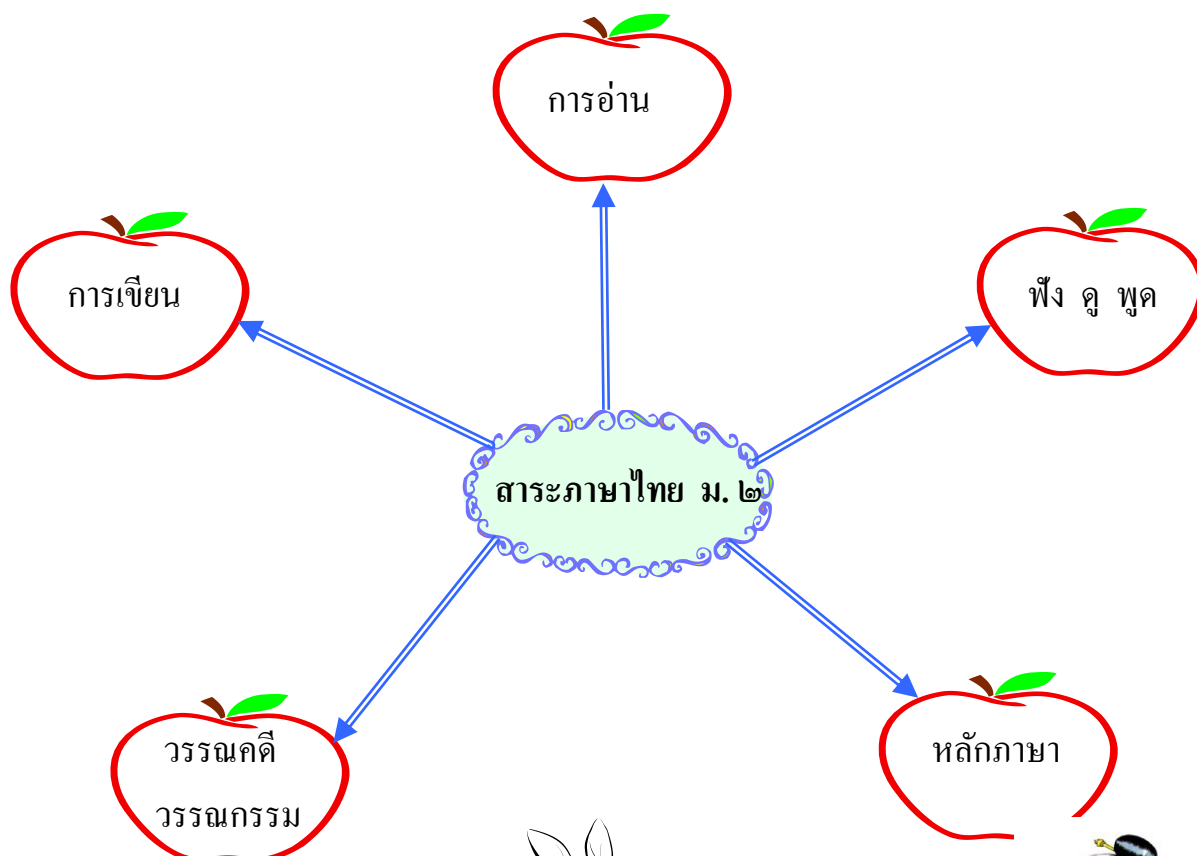 การอ่าน
การเขียน
ฟัง ดู พูด
สาระภาษาไทย ม. ๒
วรรณคดี
วรรณกรรม
หลักภาษา